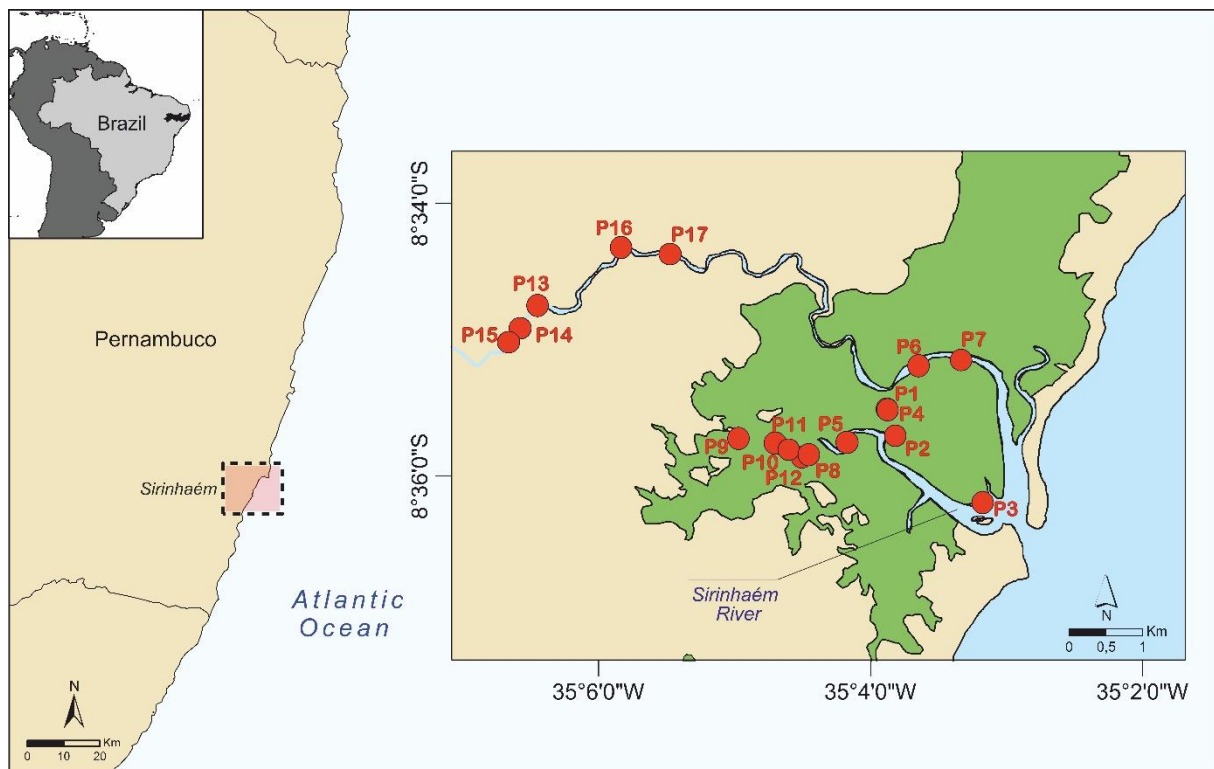 Brazil
Pernambuco
Sirinhaém
Atlantic
Ocean
N
Km
0 10 20
8°34'0"S
8°36'0"S
P16
P17
P13
P15
P14
P6
P7
P1
P4
P2
P5
P11
P9
P10
P12
P8
P3
Sirinhaém
River
N
Km
0 0,5 1
35°6'0"W
35°4'0"W
35°2'0"W